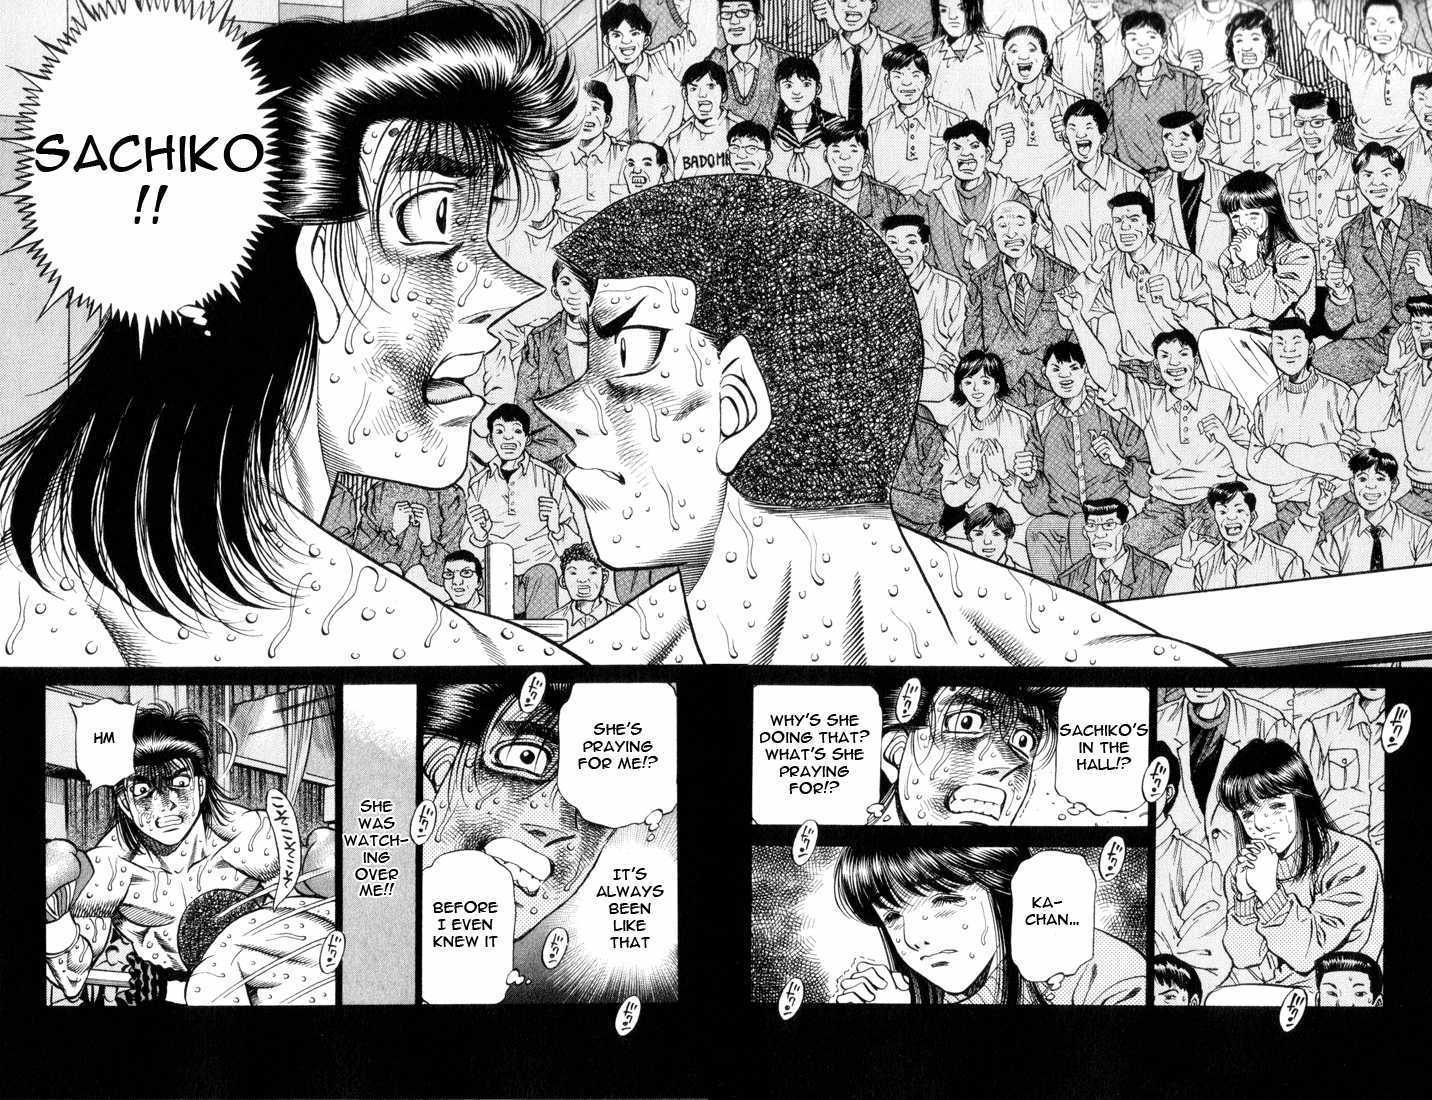 SACHIKO
!!
BADOMI
SACHIKO'S
IN THE
HALL!?
WHY'S SHE
DOING THAT?
WHAT'S SHE
PRAYING
FOR!?
KA-
CHAN...
SHE'S
PRAYING
FOR ME!?
IT'S
ALWAYS
BEEN
LIKE
THAT
BEFORE
I EVEN
KNEW IT
SHE
WAS
WATCH-
ING
OVER
ME!!
HM